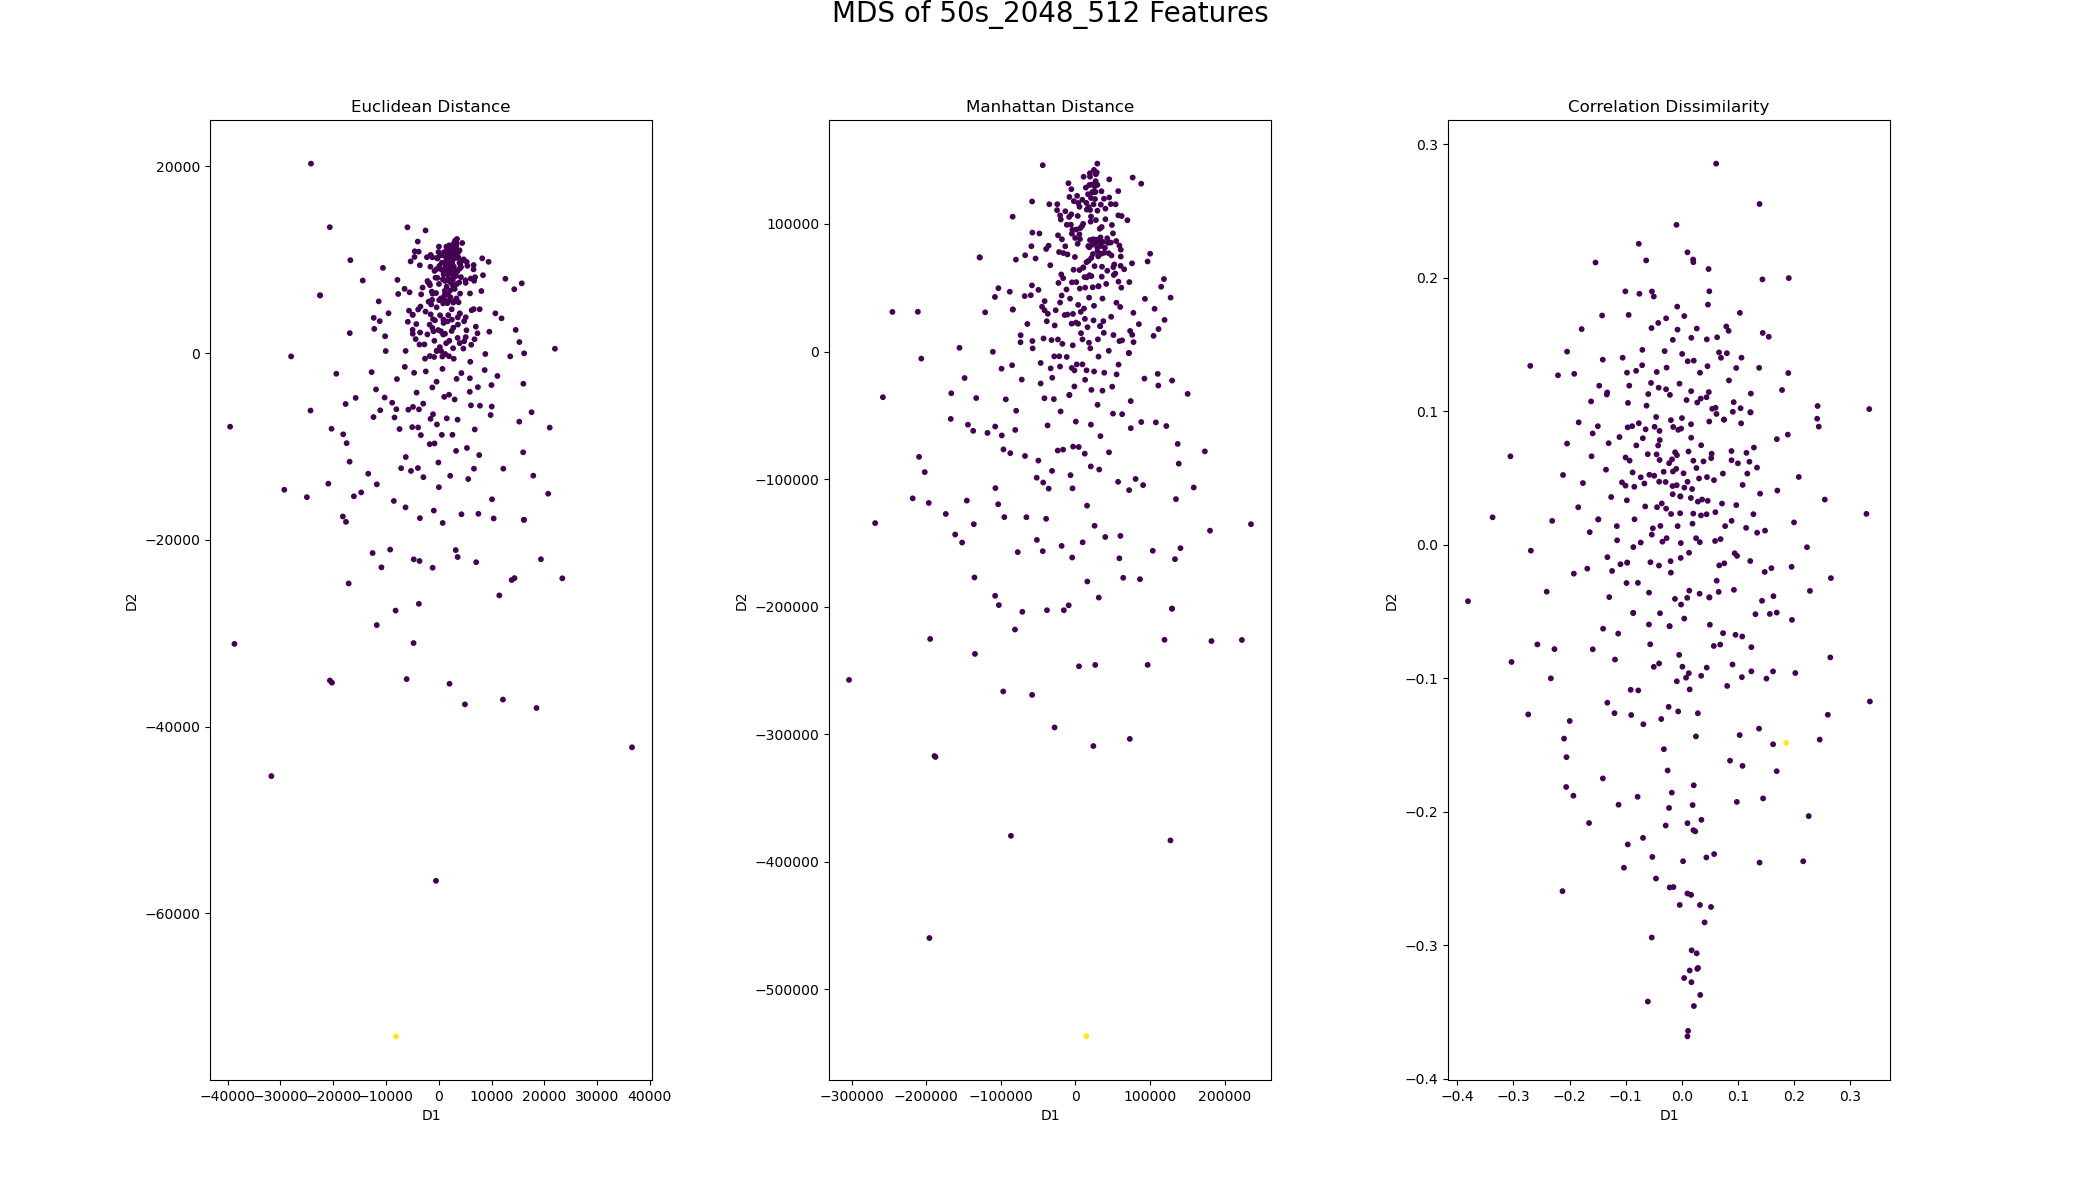 MDS of 50s_2048_512 Features
Euclidean Distance
20000
0
−20000
−40000
−60000
D2
−40000 −30000 −20000 −10000 0 10000 20000 30000 40000
D1
Manhattan Distance
100000
0
−100000
−200000
−300000
−400000
−500000
D2
−300000 −200000 −100000 0 100000 200000
D1
Correlation Dissimilarity
0.3
0.2
0.1
0.0
−0.1
−0.2
−0.3
−0.4
D2
−0.4 −0.3 −0.2 −0.1 0.0 0.1 0.2 0.3
D1